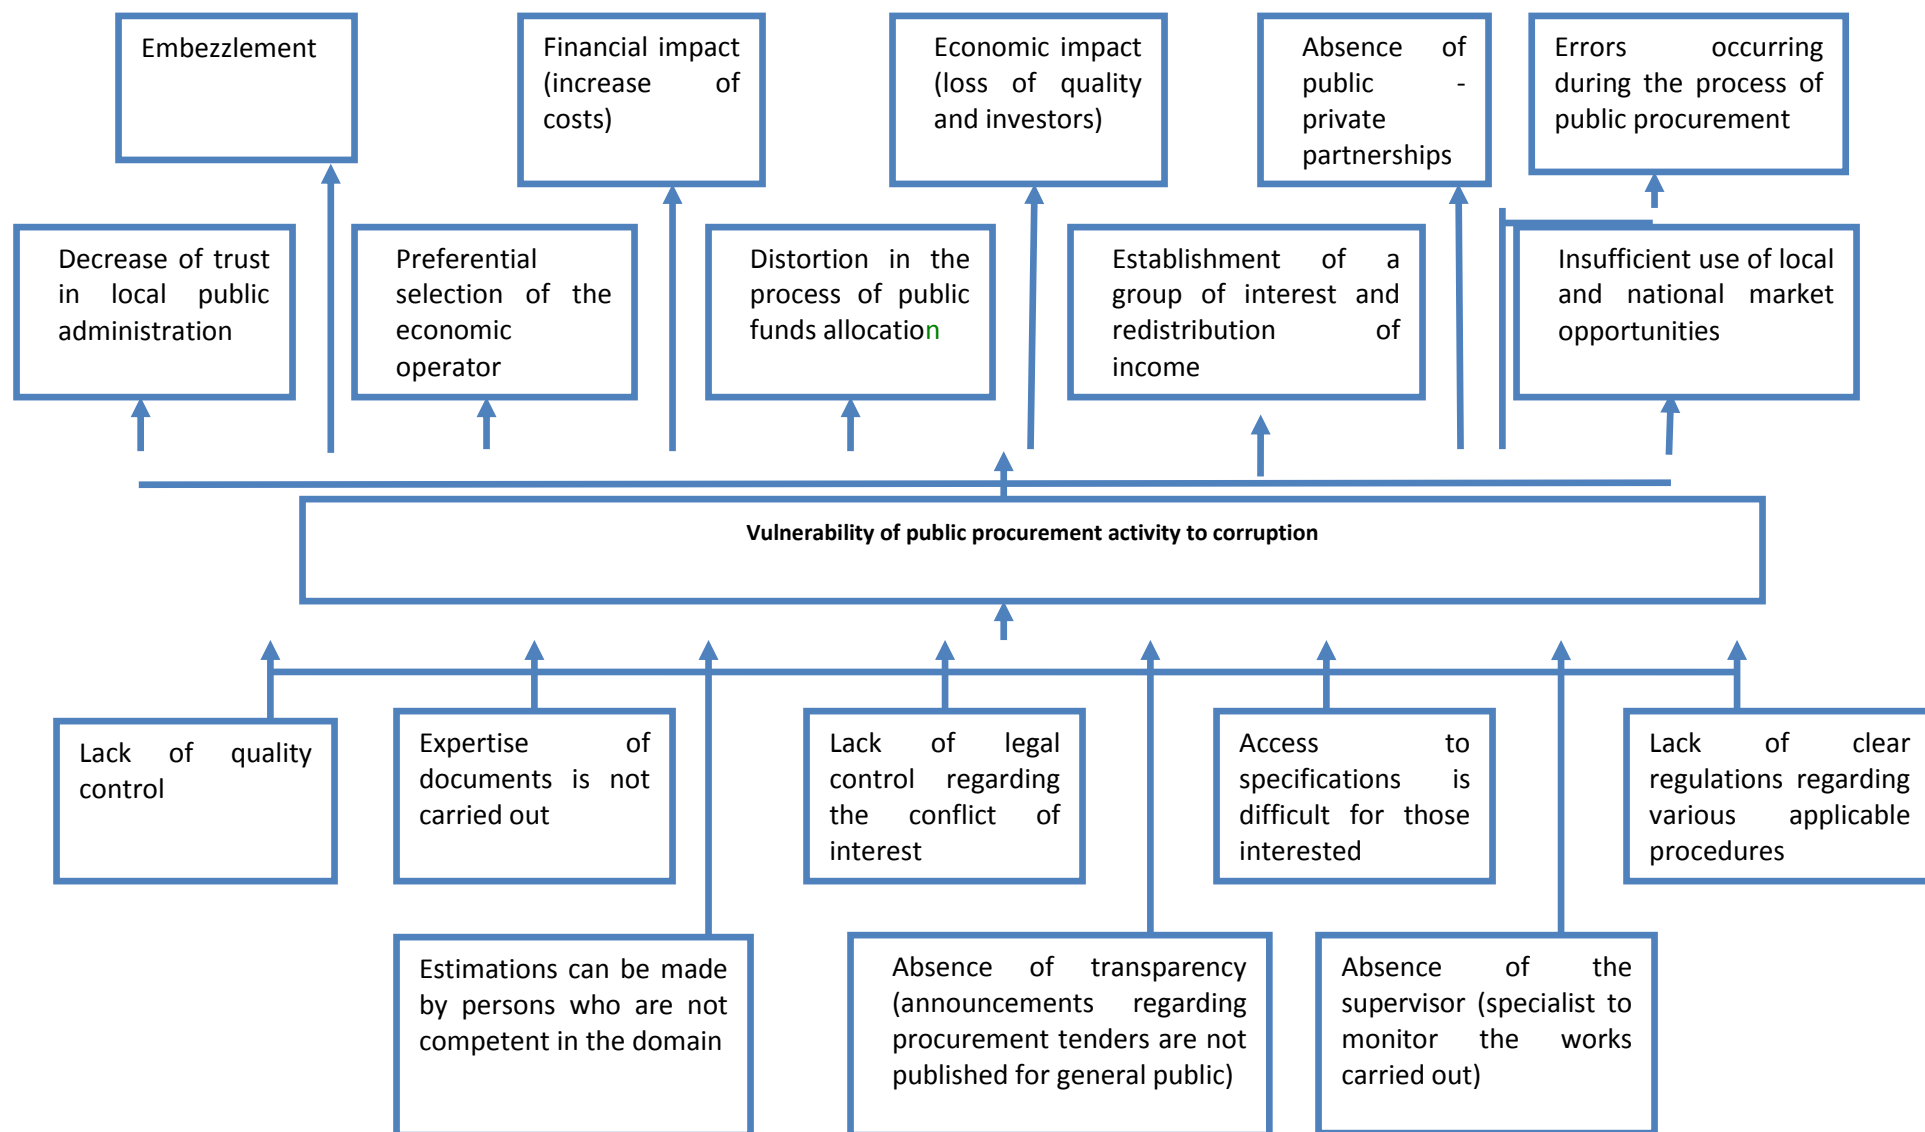 Embezzlement
Financial impact
(increase of
costs)
Economic impact
(loss of quality
and investors)
Absence of
public -
private
partnerships
Errors occurring
during the process of
public procurement
Decrease of trust
in local public
administration
Preferential
selection of the
economic
operator
Distortion in the
process of public
funds allocation
Establishment of a
group of interest and
redistribution of
income
Insufficient use of local
and national market
opportunities
Vulnerability of public procurement activity to corruption
Lack of quality
control
Expertise of
documents is not
carried out
Lack of legal
control regarding
the conflict of
interest
Access to
specifications is
difficult for those
interested
Lack of clear
regulations regarding
various applicable
procedures
Estimations can be made
by persons who are not
competent in the domain
Absence of transparency
(announcements regarding
procurement tenders are not
published for general public)
Absence of the
supervisor (specialist to
monitor the works
carried out)